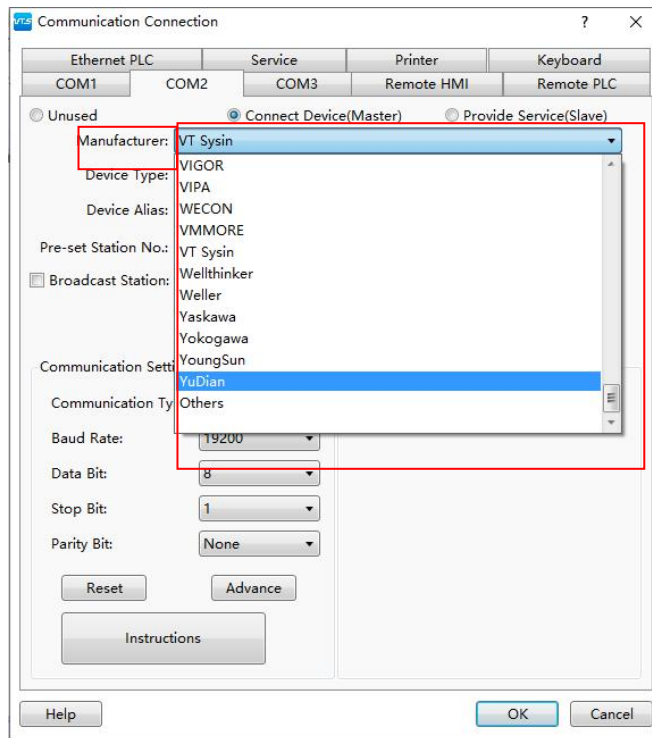 VTS Communication Connection ? ×
Ethernet PLC Service Printer Keyboard
COM1 COM2 COM3 Remote HMI Remote PLC
Unused Connect Device(Master) Provide Service(Slave)
Manufacturer: VT Sysin
Device Type: VIGOR
VIPA
Device Alias: WECON
VMMORE
Pre-set Station No.: VT Sysin
Broadcast Station: Wellthinker
Weller
Yaskawa
Yokogawa
Communication Setti YoungSun
YuDian
Communication Ty Others
Baud Rate: 19200
Data Bit: 8
Stop Bit: 1
Parity Bit: None
Reset Advance
Instructions
Help OK Cancel